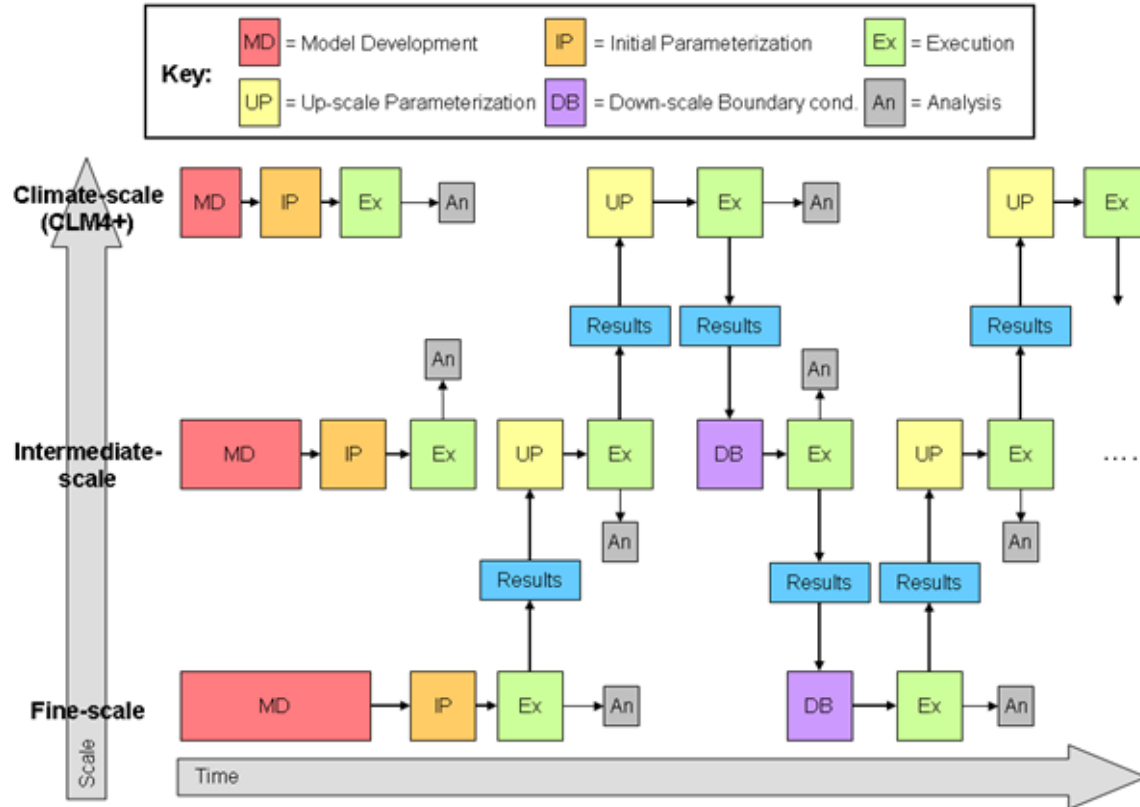 Key:
MD = Model Development
IP = Initial Parameterization
Ex = Execution
UP = Up-scale Parameterization
DB = Down-scale Boundary cond.
An = Analysis
Climate-scale
(CLM4+)
MD
IP
Ex
An
UP
Ex
An
UP
Ex
Results
Results
Results
An
An
Intermediate-
scale
MD
IP
Ex
UP
Ex
DB
Ex
UP
Ex
.....
An
An
Results
Results
Results
Fine-scale
MD
IP
Ex
An
DB
Ex
An
Scale
Time